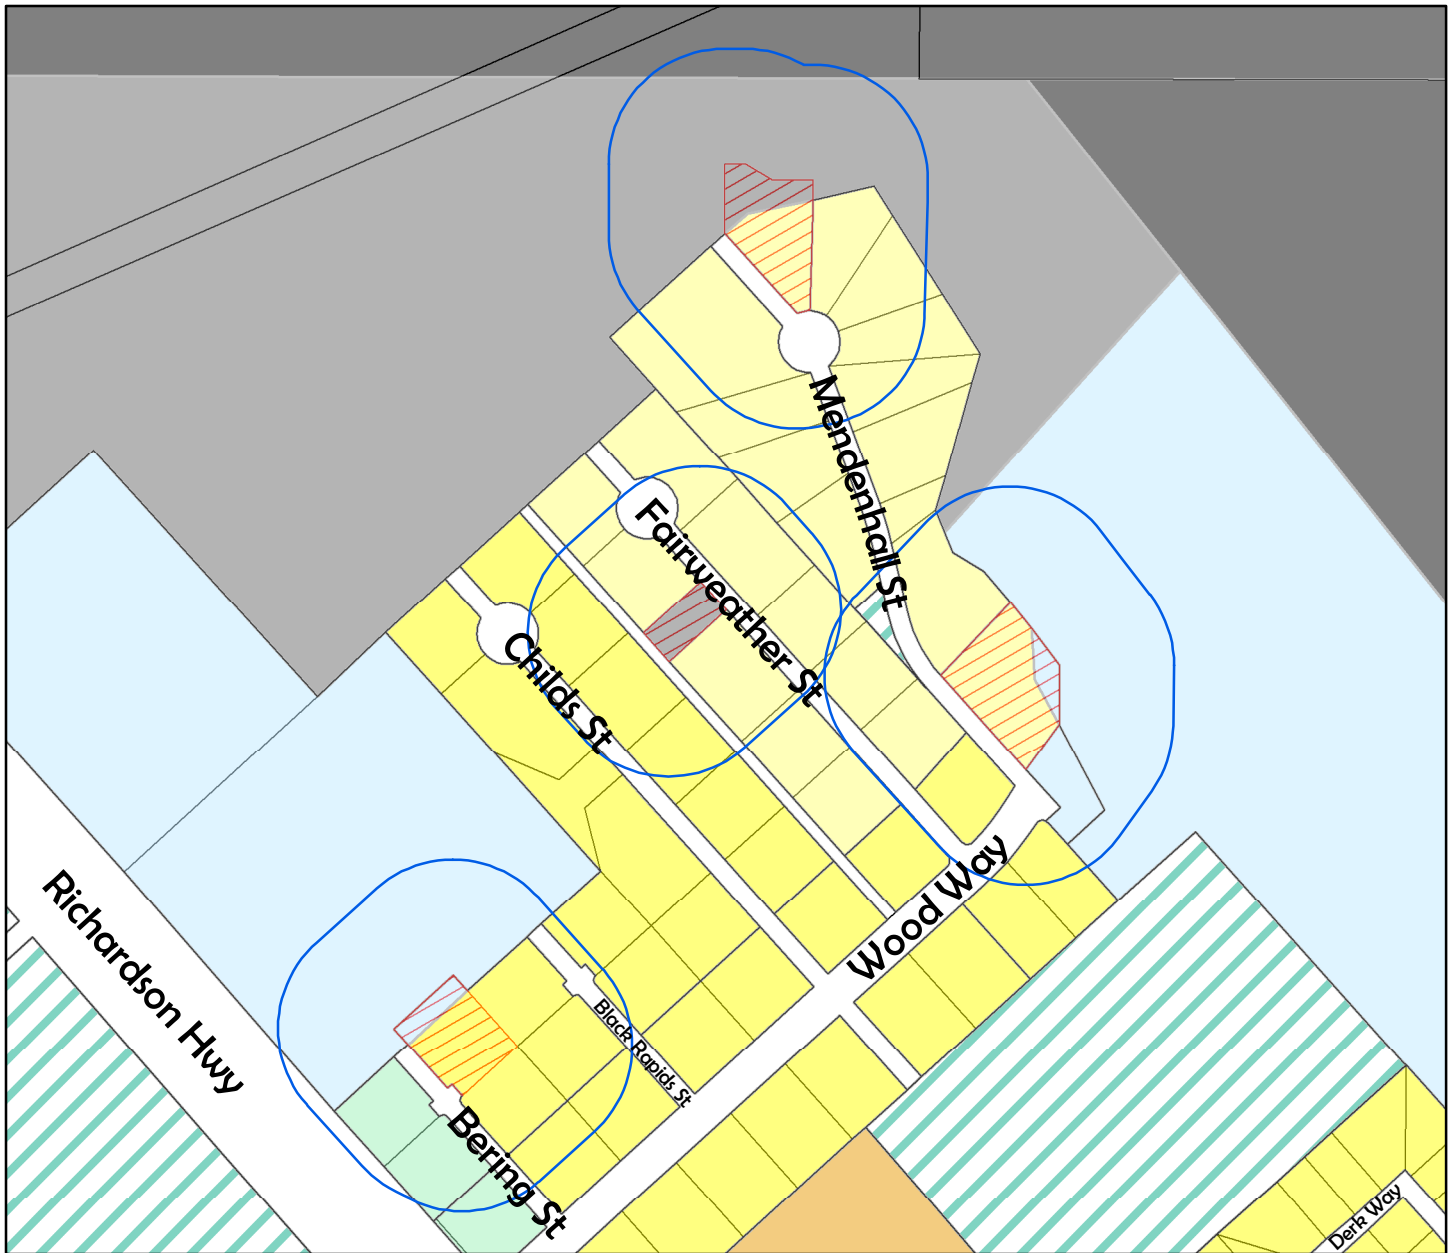 Mendenhall St
Fairweather St
Childs St
Wood Way
Richardson Hwy
Black Rapids St
Bering St
Derk Way